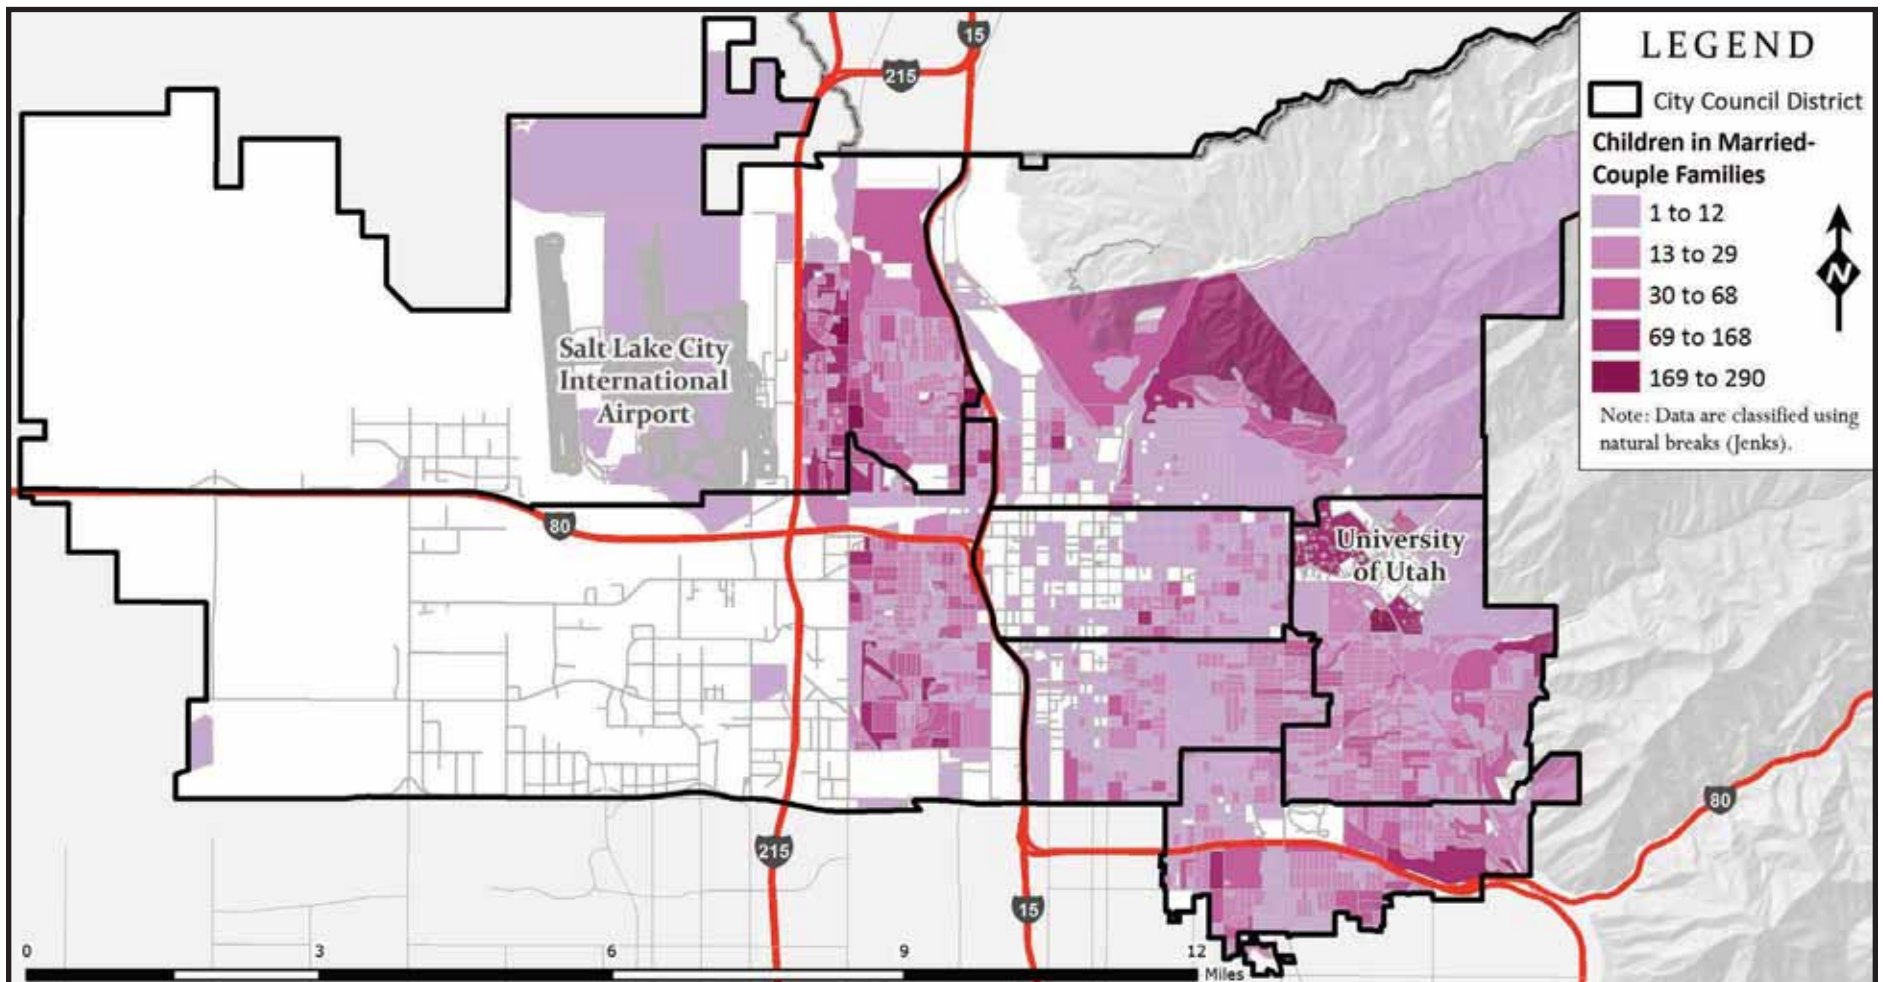 LEGEND
City Council District
Children in Married-
Couple Families
1 to 12
13 to 29
30 to 68
69 to 168
169 to 290
Note: Data are classified using
natural breaks (Jenks).
N
15
215
Salt Lake City
International
Airport
80
University
of Utah
80
215
15
0 3 6 9 12
Miles